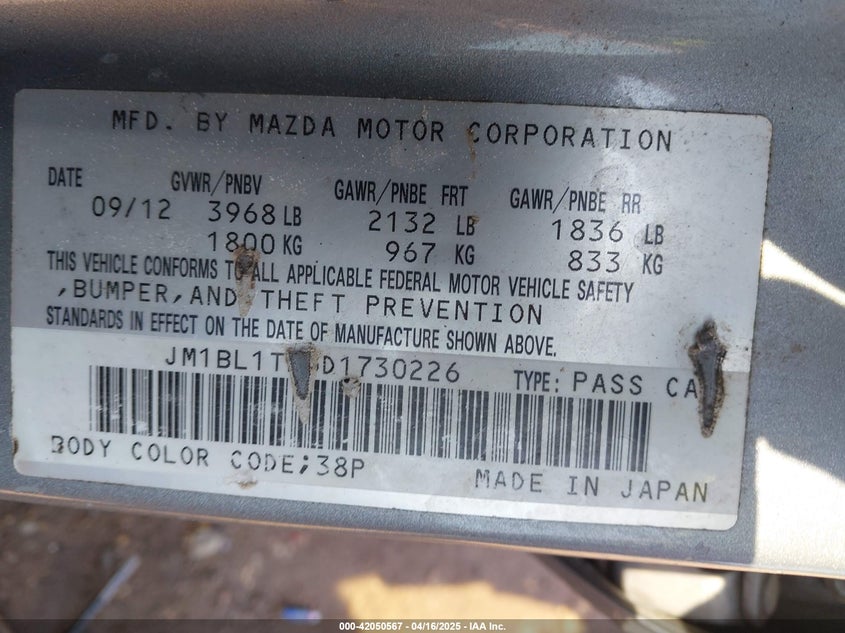 MFD. BY MAZDA MOTOR CORPORATION
DATE GVWR/PNBV GAWR/PNBE FRT GAWR/PNBE RR
09/12 3968 LB 2132 LB 1836 LB
1800 KG 967 KG 833 KG
THIS VEHICLE CONFORMS TO ALL APPLICABLE FEDERAL MOTOR VEHICLE SAFETY
,BUMPER,AND THEFT PREVENTION
STANDARDS IN EFFECT ON THE DATE OF MANUFACTURE SHOWN ABOVE.
TYPE: PASS CA
BODY COLOR CODE;38P
MADE IN JAPAN
000-42050567 - 04/16/2025 - IAA Inc.